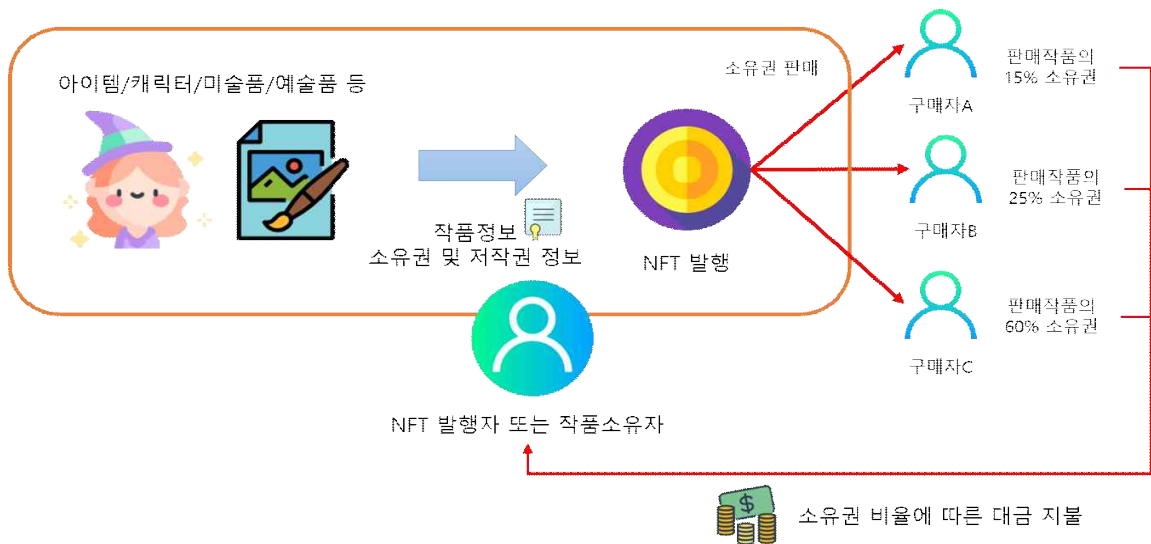 아이템/캐릭터/미술품/예술품 등
작품정보
소유권 및 저작권 정보
NFT 발행
소유권 판매
구매자A
판매작품의
15% 소유권
구매자B
판매작품의
25% 소유권
구매자C
판매작품의
60% 소유권
NFT 발행자 또는 작품소유자
$
소유권 비율에 따른 대금 지불